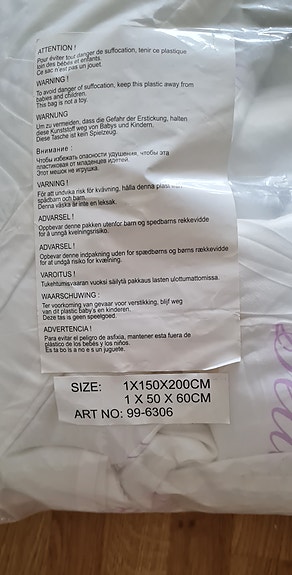 ATTENTION !
Pour éviter tout danger de suffocation, tenir ce plastique
loin des bébés et enfants.
Ce sac n'est pas un jouet.
WARNING !
To avoid danger of suffocation, keep this plastic away from
babies and children.
This bag is not a toy.
WARNUNG
Um zu vermeiden, dass die Gefahr der Erstickung, halten
diese Kunststoff weg von Babys und Kindern.
Diese Tasche ist kein Spielzeug.
Внимание :
Чтобы избежать опасности удушения, чтобы эта
пластиковая от младенцев и детей.
Этот мешок не игрушка.
VARNING !
För att undvika risk för kvävning, hålla denna plast från
spädbarn och barn.
Denna väska är inte en leksak.
ADVARSEL !
Oppbevar denne pakken utenfor barn og spedbarns rekkevidde
for å unngå kvelningsrisiko.
ADVARSEL !
Opbevar denne indpakning uden for spædbørns og børns rækkevidde
for at undgå risiko for kvælning.
VAROITUS !
Tukehtumisvaaran vuoksi säilytä pakkaus lasten ulottumattomissa.
WAARSCHUWING :
Ter voorkoming van gevaar voor verstikking, blijf weg
van dit plastic baby's en kinderen.
Deze tas is geen speelgoed.
ADVERTENCIA !
Para evitar el peligro de asfixia, mantener esta fuera de
plástico de los bebés y los niños.
Es ta bo is a no e s un juguete.
SIZE: 1X150X200CM
1 X 50 X 60CM
ART NO: 99-6306